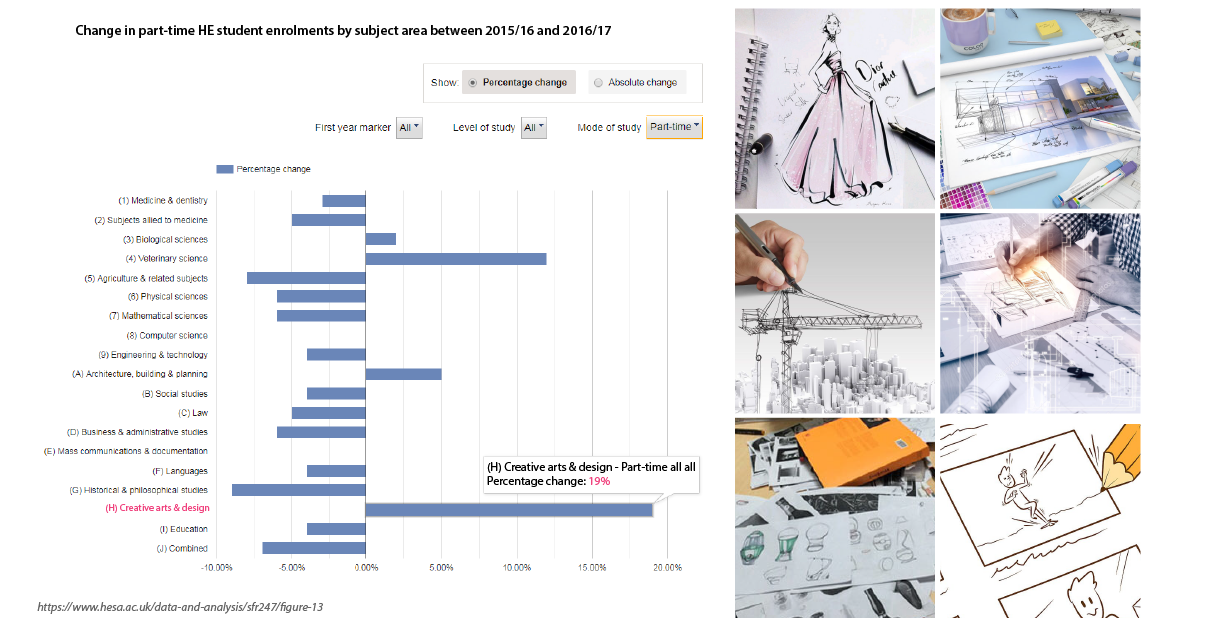 Change in part-time HE student enrolments by subject area between 2015/16 and 2016/17
Show: Percentage change Absolute change
First year marker All Level of study All Mode of study Part-time
Percentage change
(1) Medicine & dentistry
(2) Subjects allied to medicine
(3) Biological sciences
(4) Veterinary science
(5) Agriculture & related subjects
(6) Physical sciences
(7) Mathematical sciences
(8) Computer science
(9) Engineering & technology
(A) Architecture, building & planning
(B) Social studies
(C) Law
(D) Business & administrative studies
(E) Mass communications & documentation
(F) Languages
(G) Historical & philosophical studies
(H) Creative arts & design
(I) Education
(J) Combined
(H) Creative arts & design - Part-time all all
Percentage change: 19%
-10.00% -5.00% 0.00% 5.00% 10.00% 15.00% 20.00%
https://www.hesa.ac.uk/data-and-analysis/sfr247/figure-13
Dior
COLOR